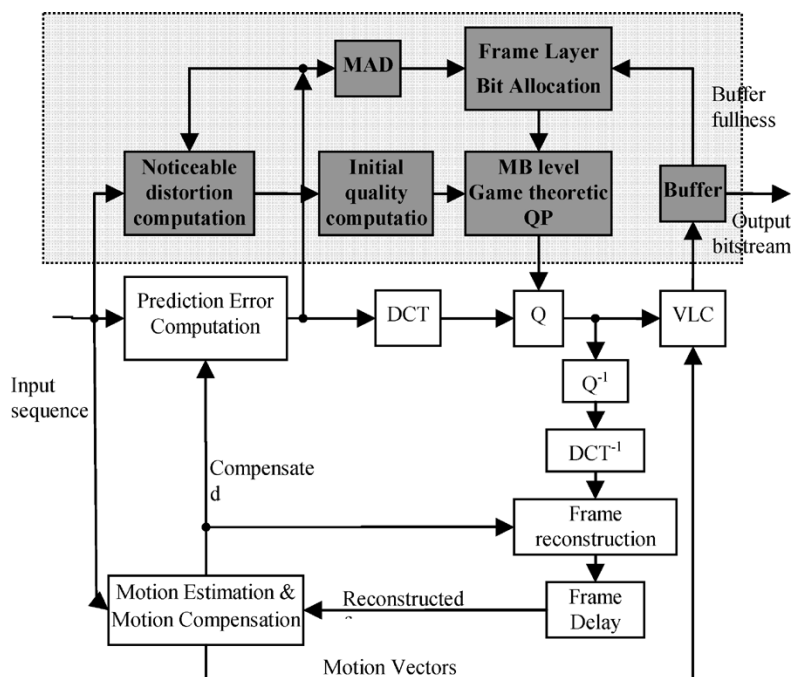 MAD
Frame Layer
Bit Allocation
Buffer
fullness
Noticeable
distortion
computation
Initial
quality
computatio
MB level
Game theoretic
QP
Buffer
Output
bitstream
Prediction Error
Computation
DCT
Q
VLC
Input
sequence
Q-1
Compensate
d
DCT-1
Frame
reconstruction
Motion Estimation &
Motion Compensation
Reconstructed
Frame
Delay
Motion Vectors